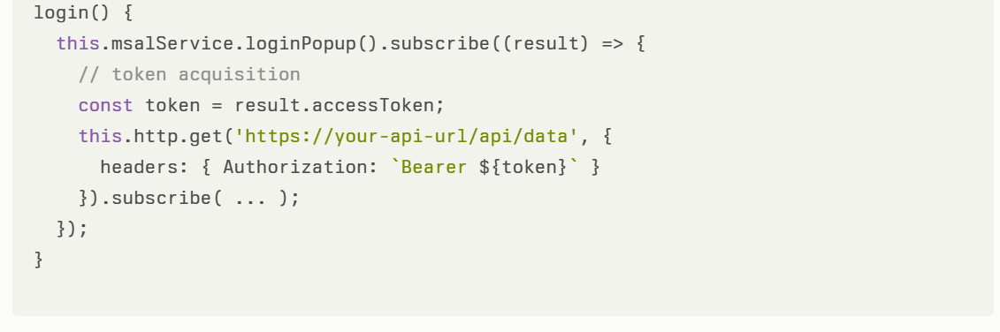 login() {
  this.msalService.loginPopup().subscribe((result) => {
    // token acquisition
    const token = result.accessToken;
    this.http.get('https://your-api-url/api/data', {
      headers: { Authorization: `Bearer ${token}` }
    }).subscribe( ... );
  });
}